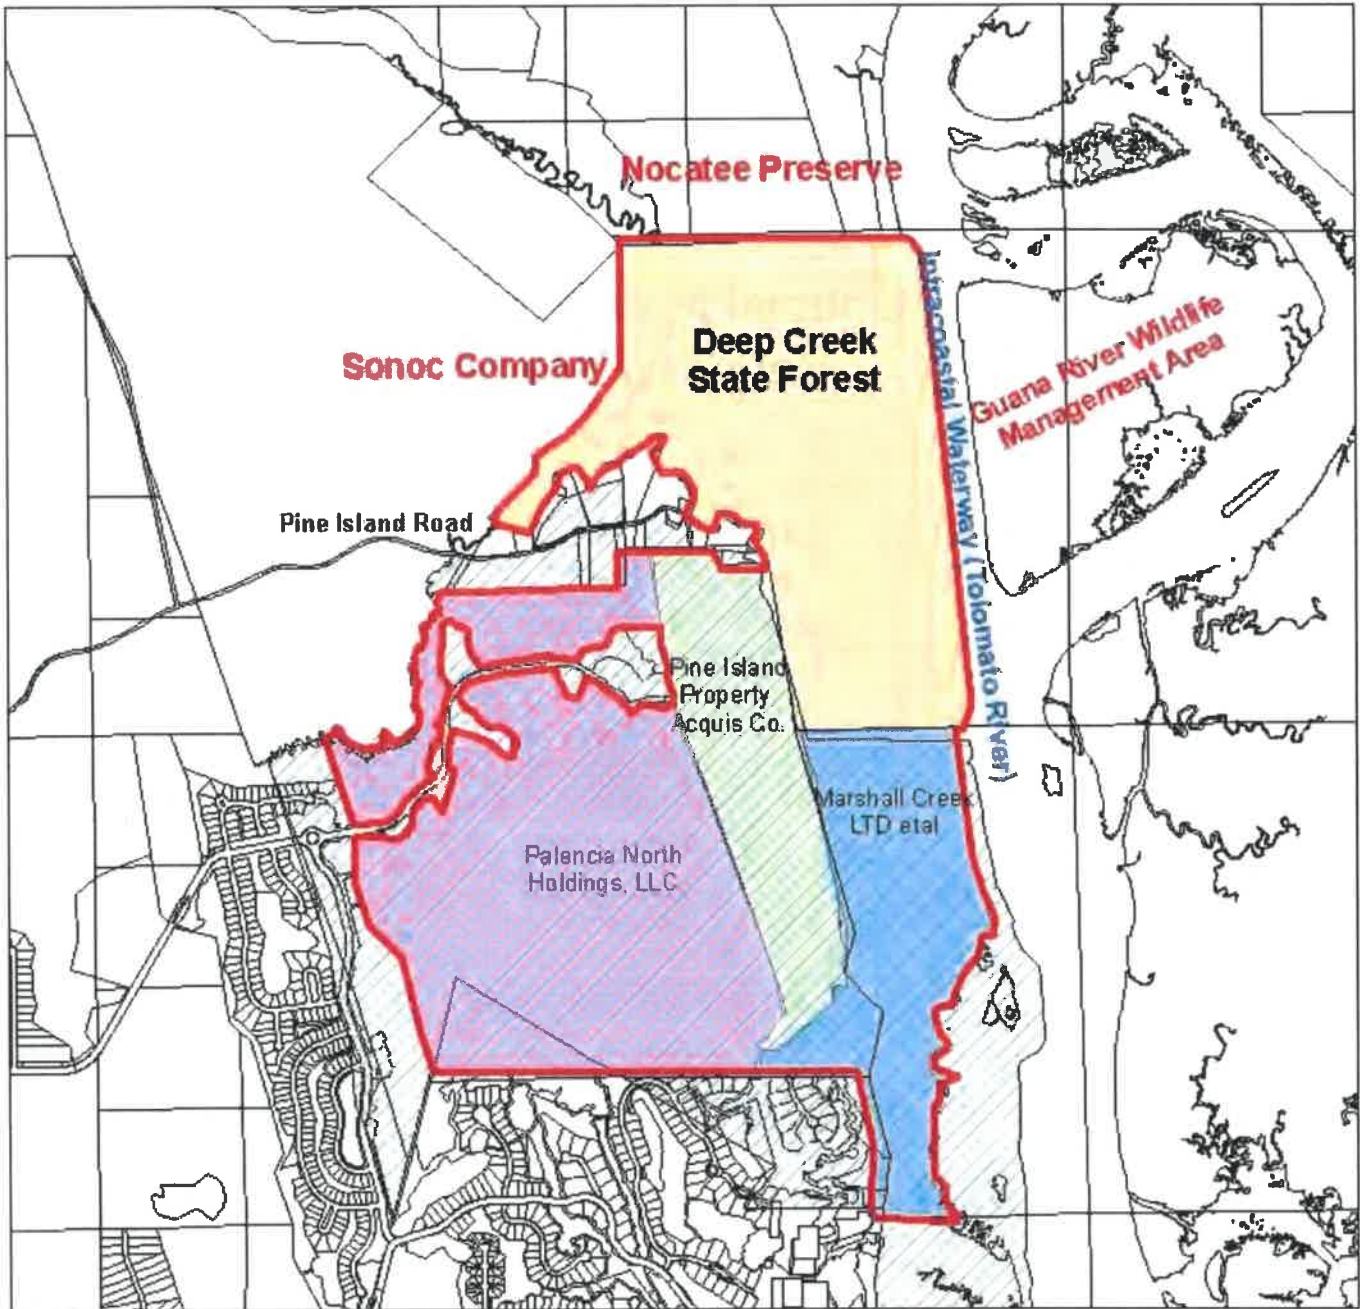 Nocatee Preserve
Intracoastal Waterway (Tolomato River)
Guana River Wildlife
Management Area
Deep Creek
State Forest
Sonoc Company
Pine Island Road
Pine Island
Property
Acquis Co.
Marshall Creek
LTD etal
Palencia North
Holdings, LLC